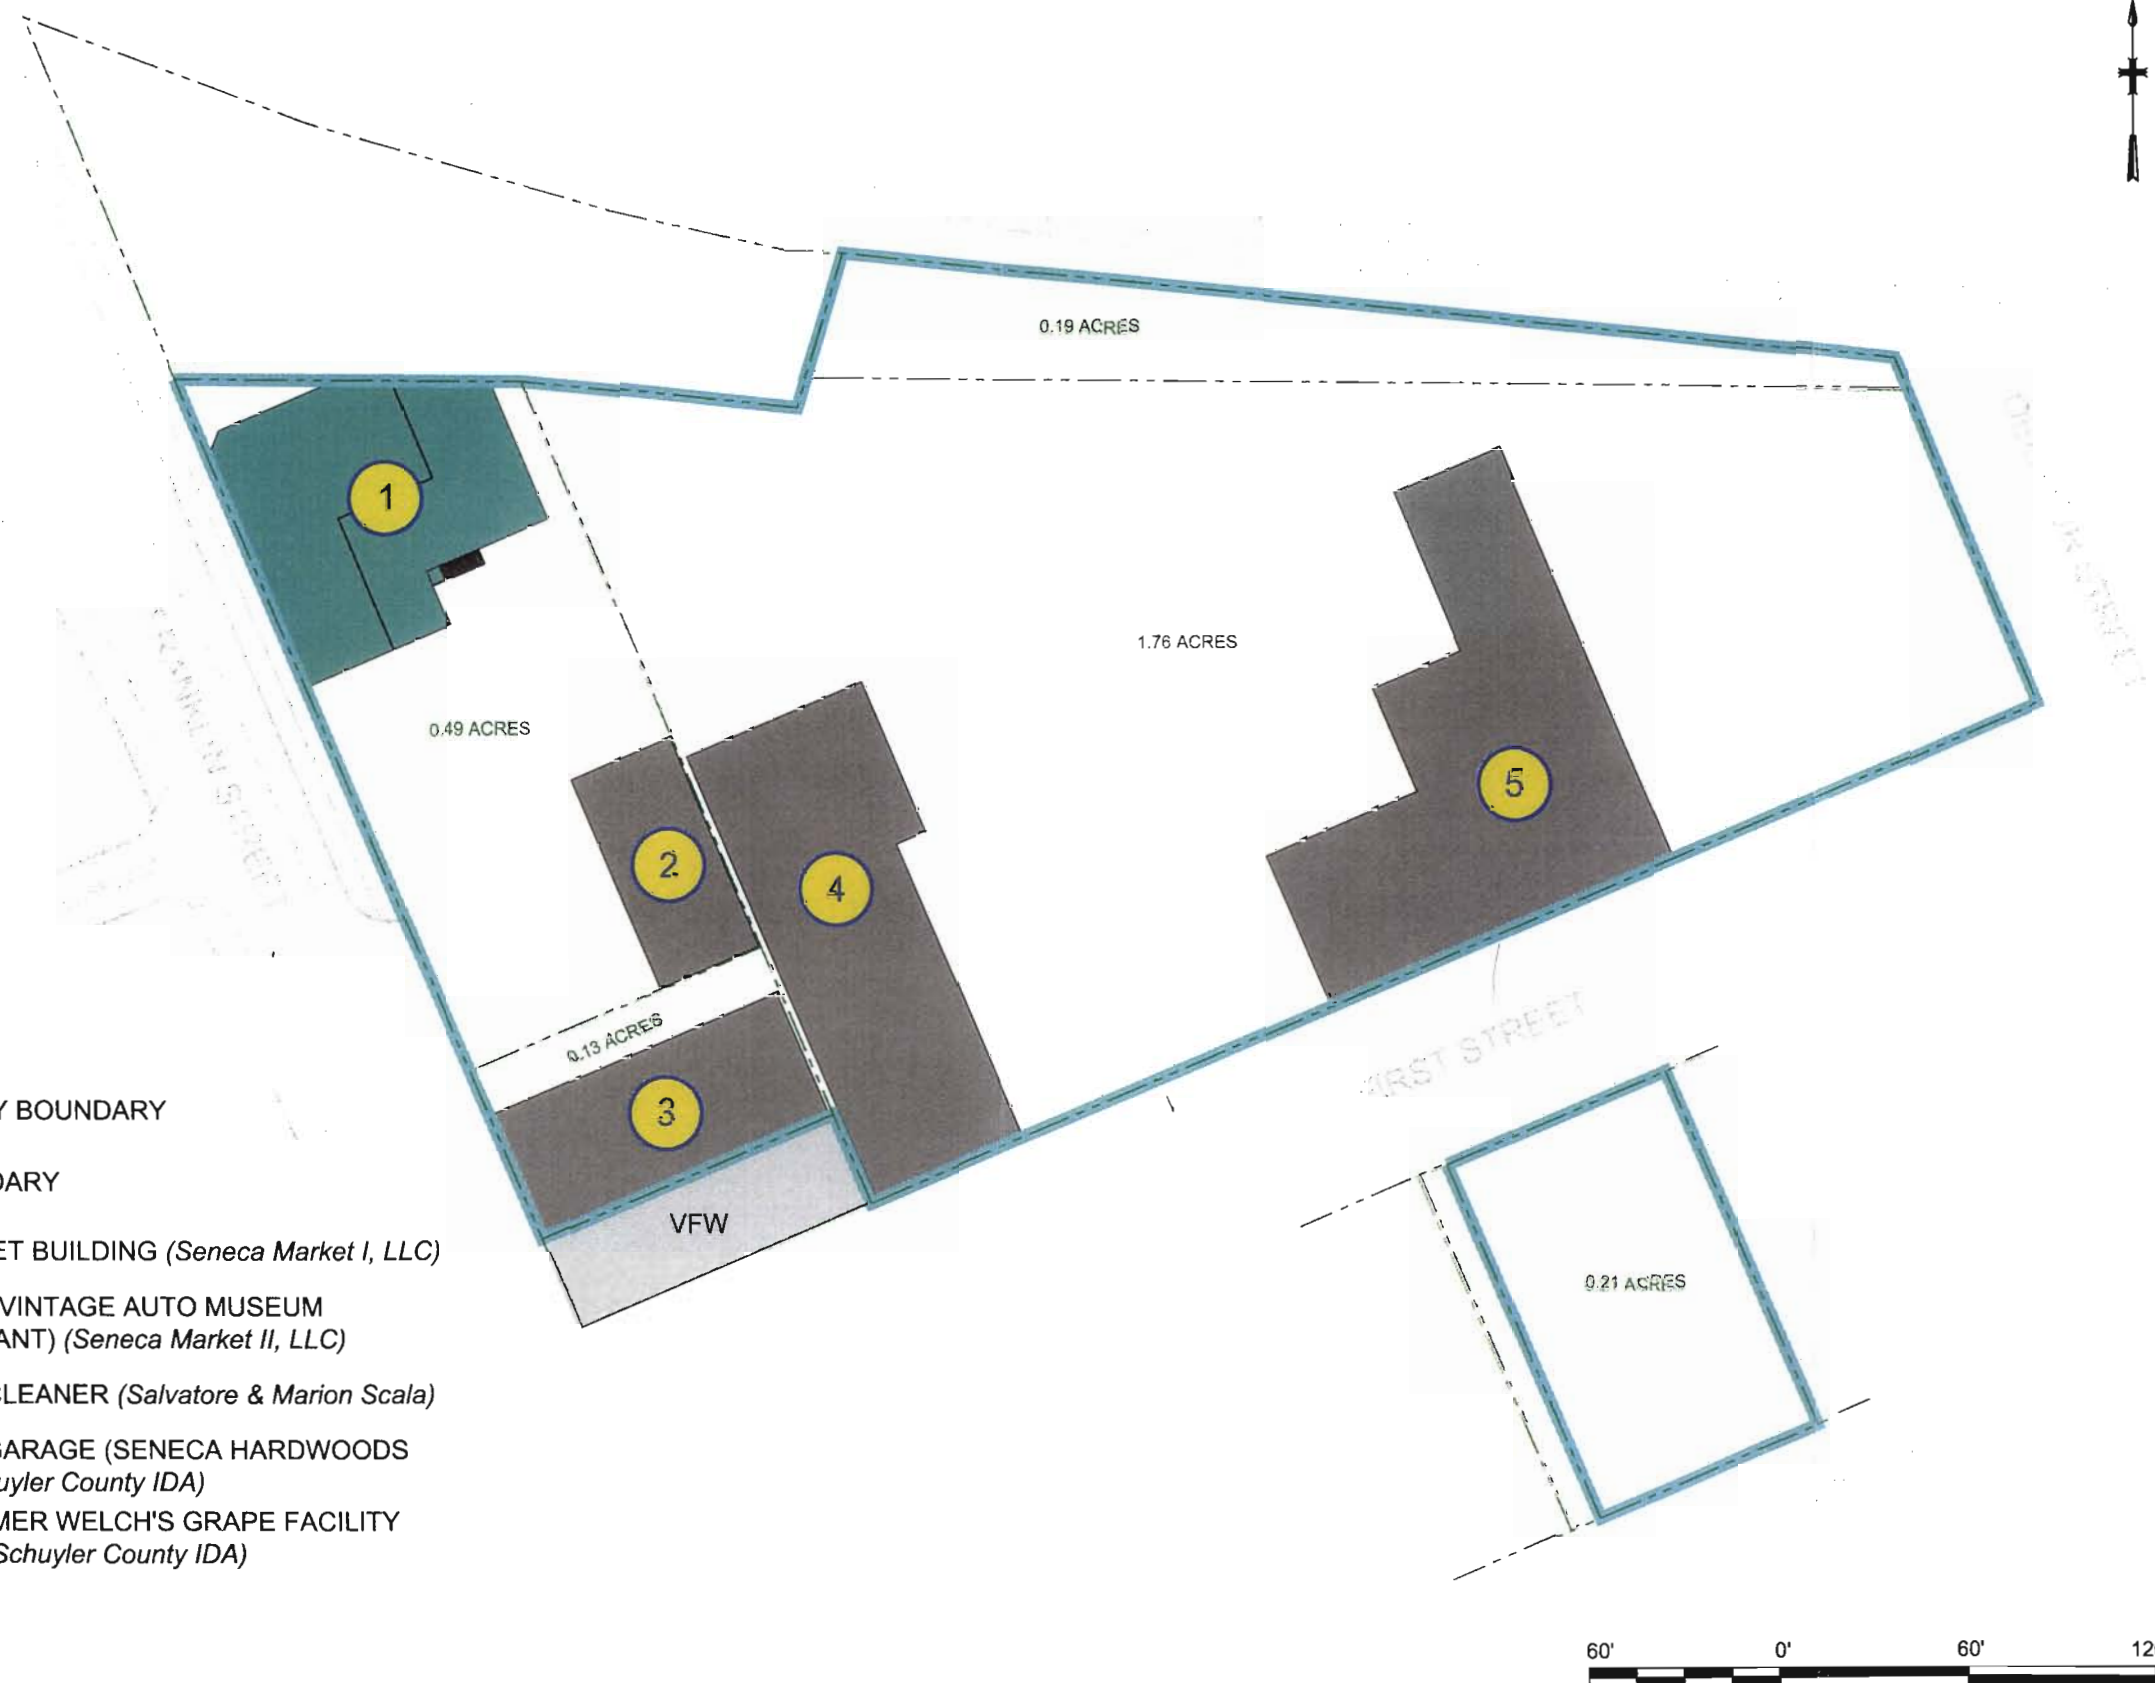 0.19 ACRES
1
1.76 ACRES
0.49 ACRES
5
2
4
0.13 ACRES
3
FIRST STREET
Y BOUNDARY
DARY
ET BUILDING (Seneca Market I, LLC)
VFW
0.21 ACRES
VINTAGE AUTO MUSEUM
ANT) (Seneca Market II, LLC)
CLEANER (Salvatore & Marion Scala)
GARAGE (SENECA HARDWOODS
uyler County IDA)
MER WELCH'S GRAPE FACILITY
Schuyler County IDA)
60' 0' 60' 12